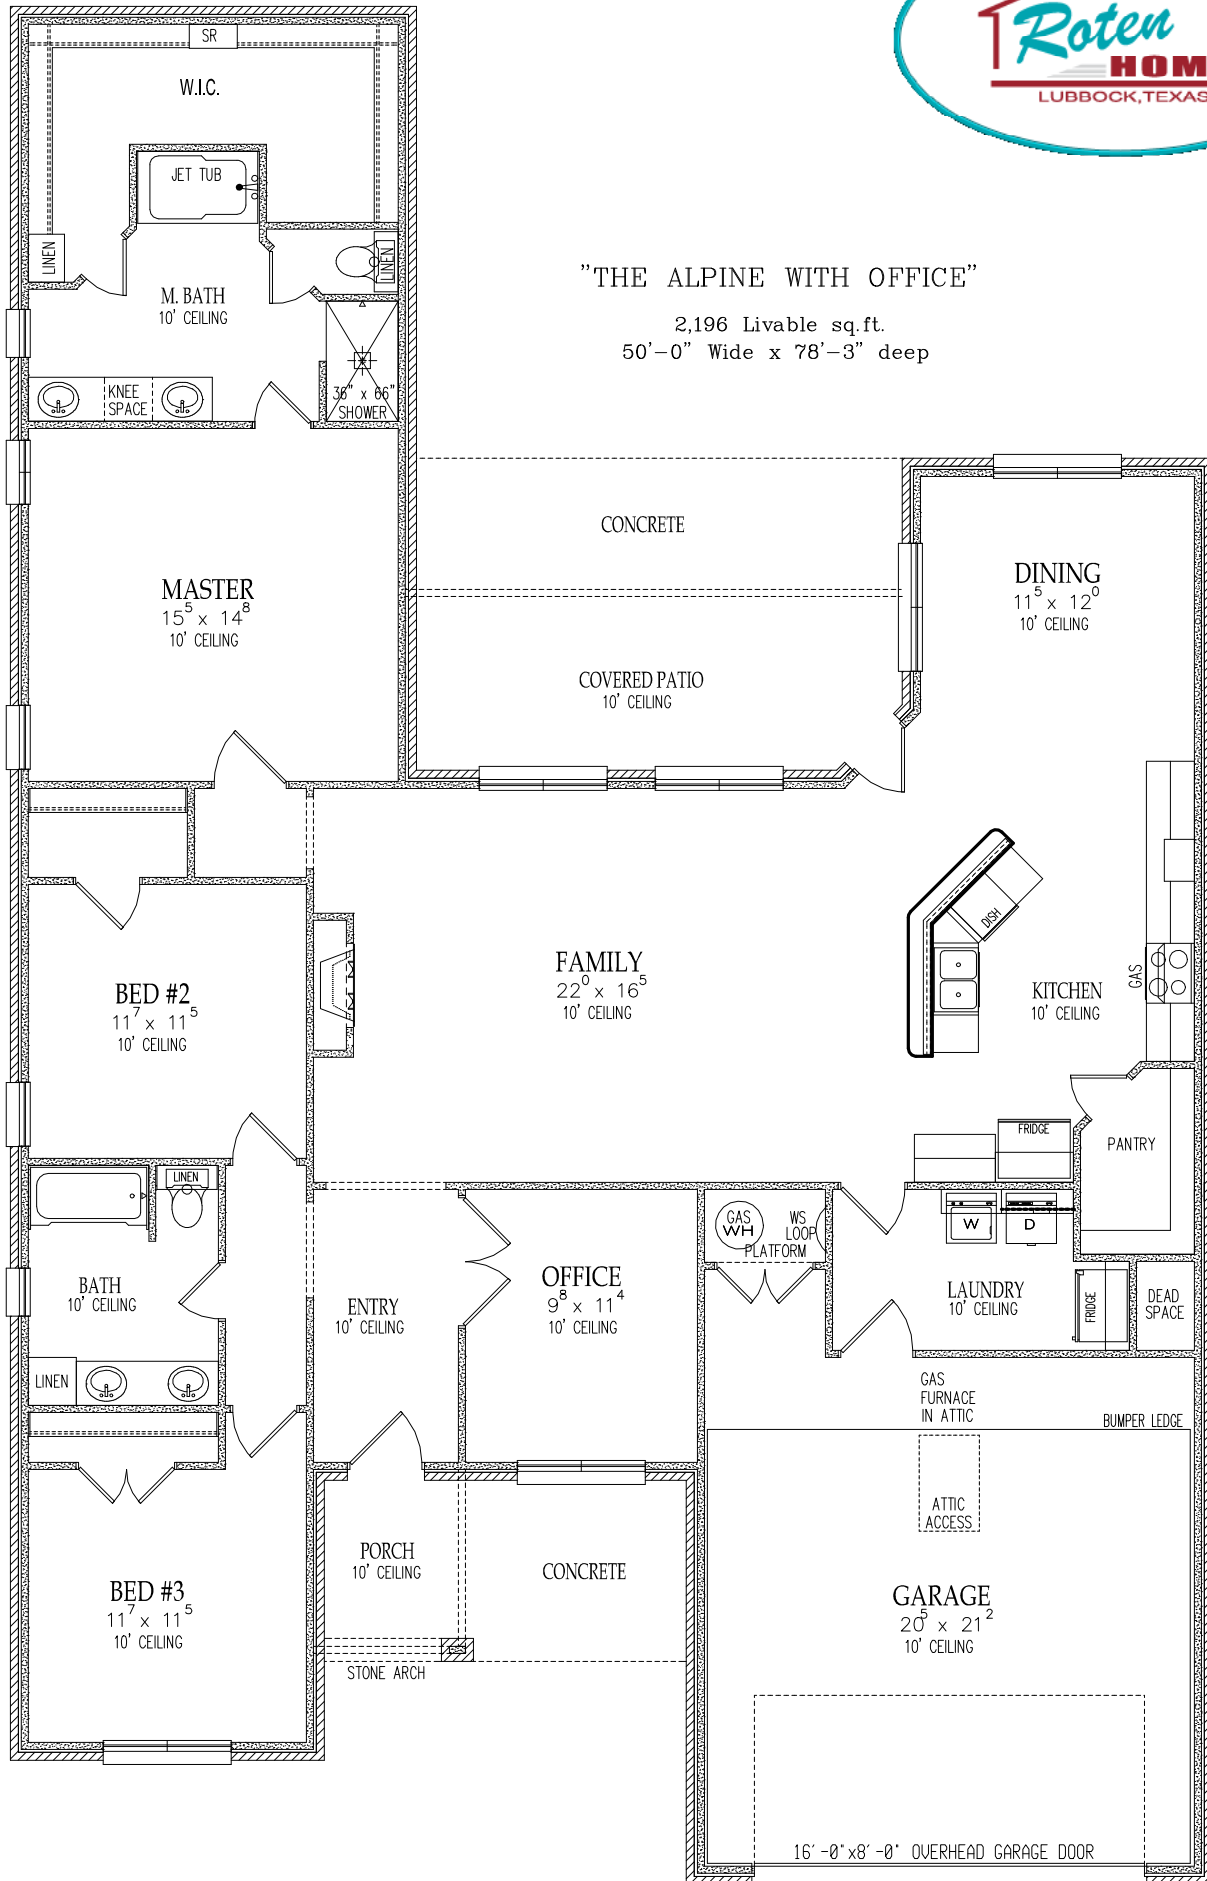 Roten
HOM
LUBBOCK, TEXAS
SR
W.I.C.
JET TUB
LINEN
LINEN
M. BATH
10' CEILING
KNEE
SPACE
36" x 66"
SHOWER
"THE ALPINE WITH OFFICE"
2,196 Livable sq.ft.
50'-0" Wide x 78'-3" deep
CONCRETE
MASTER
15⁵ x 14⁸
10' CEILING
DINING
11⁵ x 12⁰
10' CEILING
COVERED PATIO
10' CEILING
DISH
FAMILY
22⁰ x 16⁵
10' CEILING
BED #2
11⁷ x 11⁵
10' CEILING
KITCHEN
10' CEILING
GAS
FRIDGE
PANTRY
LINEN
BATH
10' CEILING
LINEN
ENTRY
10' CEILING
OFFICE
9⁸ x 11⁴
10' CEILING
GAS
WH
WS
LOOP
PLATFORM
W
D
LAUNDRY
10' CEILING
FRIDGE
DEAD
SPACE
GAS
FURNACE
IN ATTIC
BUMPER LEDGE
ATTIC
ACCESS
PORCH
10' CEILING
CONCRETE
BED #3
11⁷ x 11⁵
10' CEILING
STONE ARCH
GARAGE
20⁵ x 21²
10' CEILING
16'-0"x8'-0" OVERHEAD GARAGE DOOR